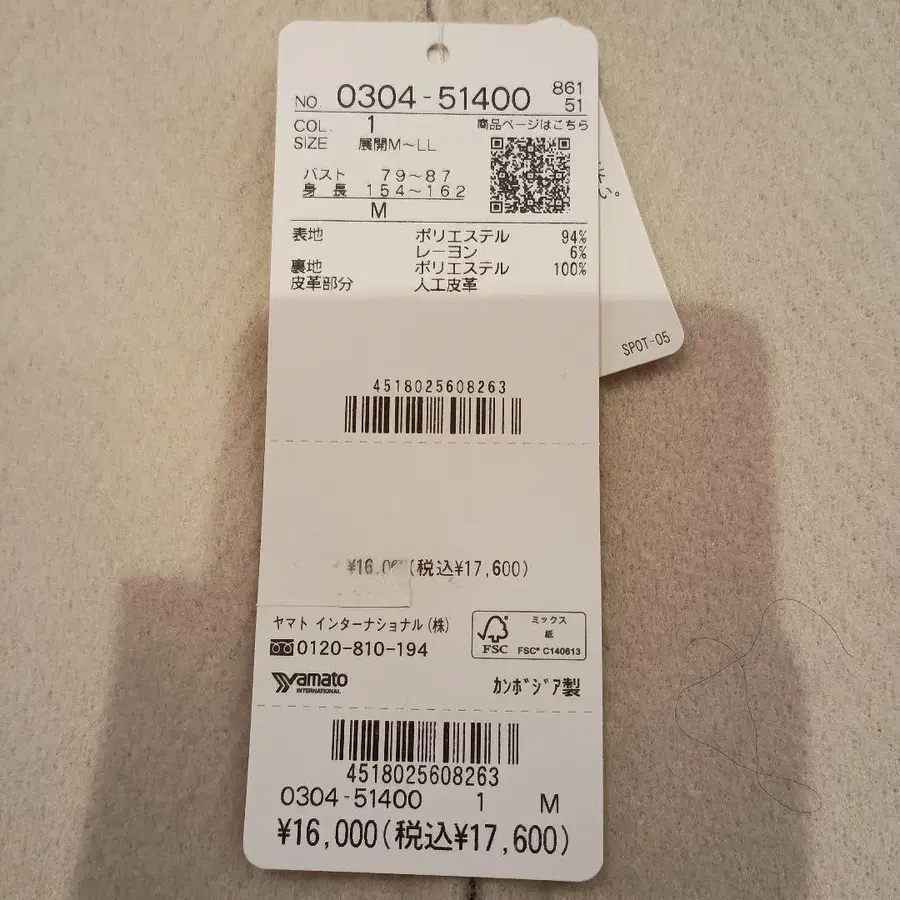 NO. 0304-51400 861
51
COL. 1 商品ページはこちら
SIZE 展開M~LL
バスト 79~87
身長 154~162
M
表地 ポリエステル 94%
レーヨン 6%
裏地 ポリエステル 100%
皮革部分 人工皮革
い。
SPOT-05
4518025608263
¥16,000(税込¥17,600)
ヤマト インターナショナル(株)
0120-810-194
ミックス
紙
FSC
FSC® C140613
Yamato
INTERNATIONAL
カンボジア製
4518025608263
0304-51400 1 M
¥16,000(税込¥17,600)